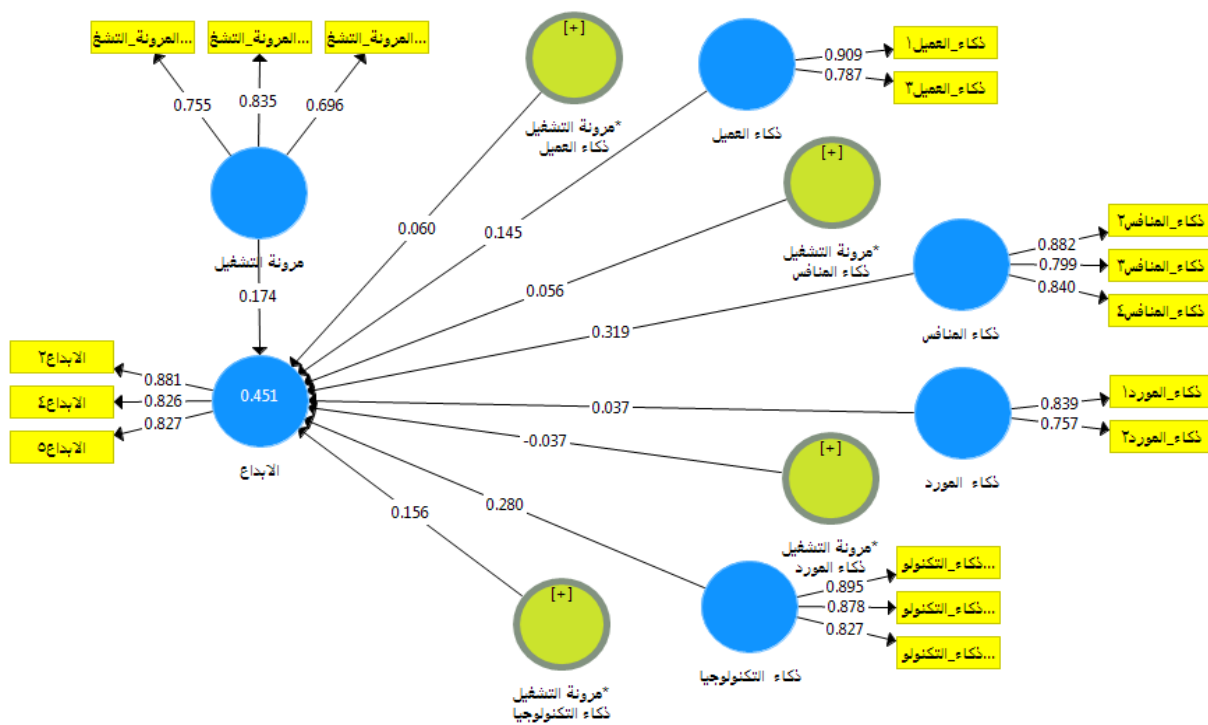 المرونة_التشغ...
المرونة_التشغ...
المرونة_التشغ...
0.755
0.835
0.696
مرونة التشغيل
0.174
[+]
مرونة التشغيل*
ذكاء العميل
0.060
ذكاء العميل
0.909
0.787
ذكاء_العميل١
ذكاء_العميل٣
0.145
[+]
مرونة التشغيل*
ذكاء المنافس
0.056
ذكاء المنافس
0.882
0.799
0.840
ذكاء_المنافس٢
ذكاء_المنافس٣
ذكاء_المنافس٤
0.319
الابداع٢
الابداع٤
الابداع٥
0.881
0.826
0.827
0.451
الابداع
0.037
ذكاء المورد
0.839
0.757
ذكاء_المورد١
ذكاء_المورد٢
-0.037
[+]
مرونة التشغيل*
ذكاء المورد
0.280
ذكاء التكنولوجيا
0.895
0.878
0.827
ذكاء_التكنولو...
ذكاء_التكنولو...
ذكاء_التكنولو...
0.156
[+]
مرونة التشغيل*
ذكاء التكنولوجيا